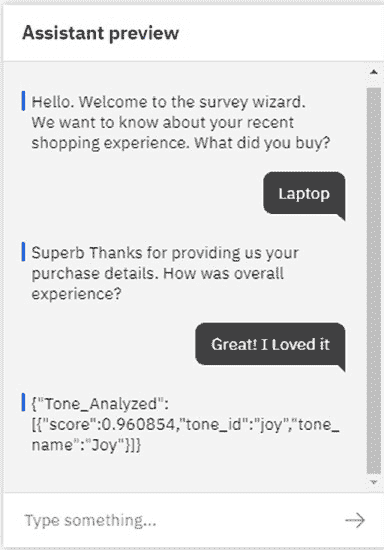 Assistant preview
Hello. Welcome to the survey wizard.
We want to know about your recent
shopping experience. What did you buy?
Laptop
Superb Thanks for providing us your
purchase details. How was overall
experience?
Great! I Loved it
{"Tone_Analyzed":
[{"score":0.960854,"tone_id":"joy","tone_
name":"Joy"}]}
Type something...